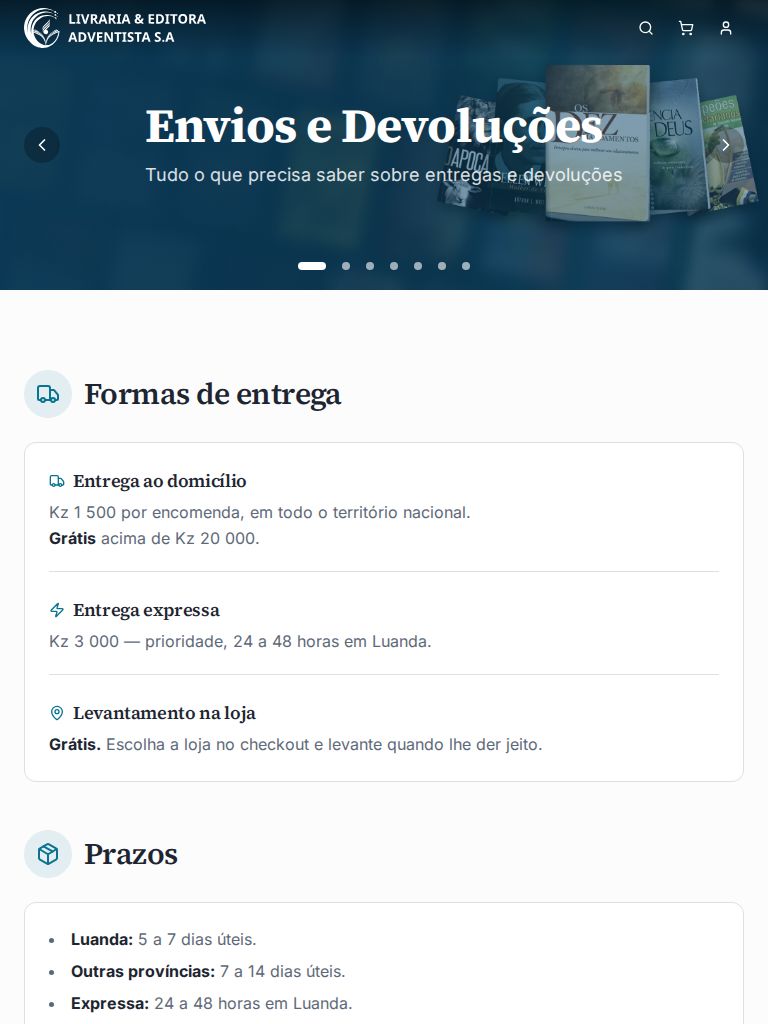 LIVRARIA & EDITORA
ADVENTISTA S.A
Envios e Devoluções
Tudo o que precisa saber sobre entregas e devoluções
Formas de entrega
Entrega ao domicílio
Kz 1 500 por encomenda, em todo o território nacional.
Grátis acima de Kz 20 000.
Entrega expressa
Kz 3 000 — prioridade, 24 a 48 horas em Luanda.
Levantamento na loja
Grátis. Escolha a loja no checkout e levante quando lhe der jeito.
Prazos
Luanda: 5 a 7 dias úteis.
Outras províncias: 7 a 14 dias úteis.
Expressa: 24 a 48 horas em Luanda.